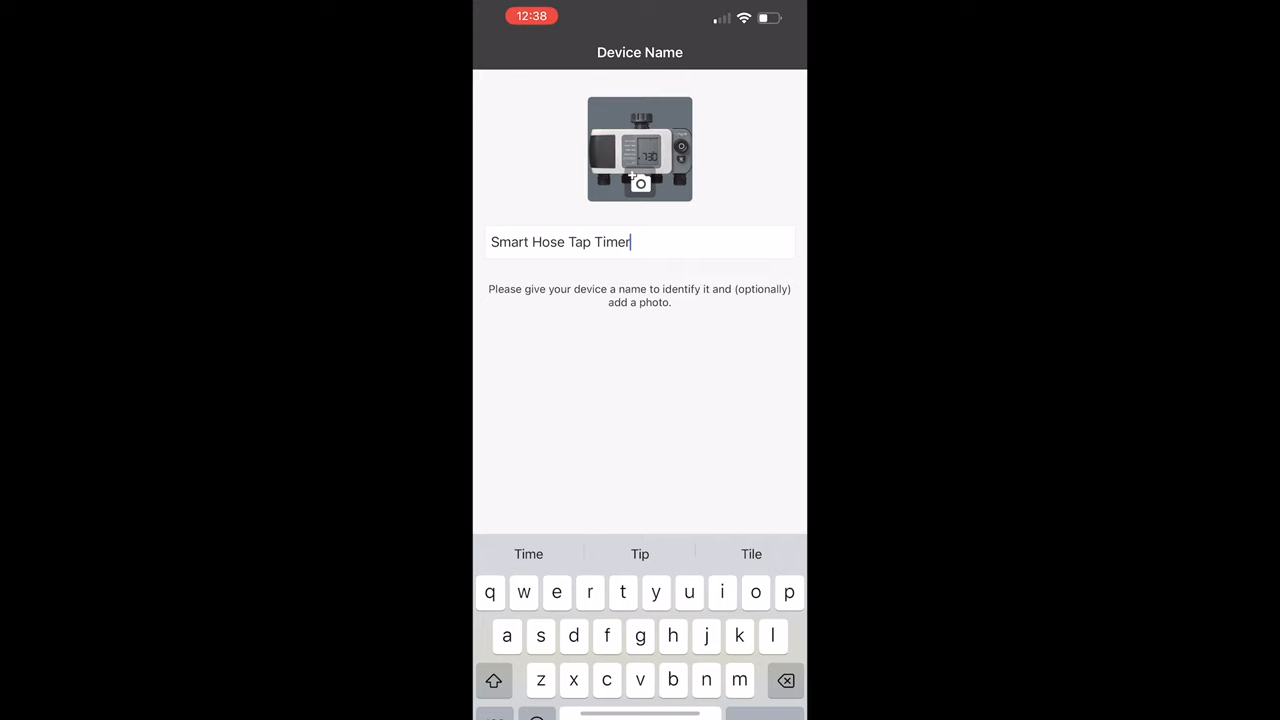 12:38
Device Name
Smart Hose Tap Timer
Please give your device a name to identify it and (optionally)
add a photo.
Time Tip Tile
q w e r t y u i o p
a s d f g h j k l
z x c v b n m